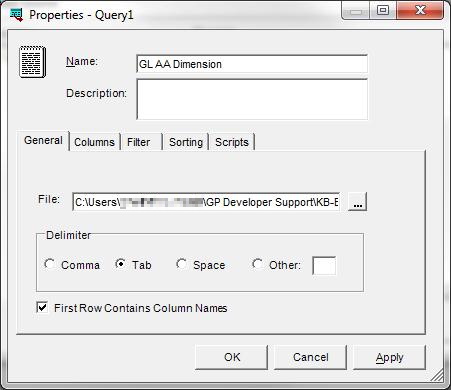 Properties - Query1
Name: GL AA Dimension
Description:
General Columns Filter Sorting Scripts
File: C:\Users\ \GP Developer Support\KB-E ...
Delimiter
Comma Tab Space Other:
First Row Contains Column Names
OK Cancel Apply